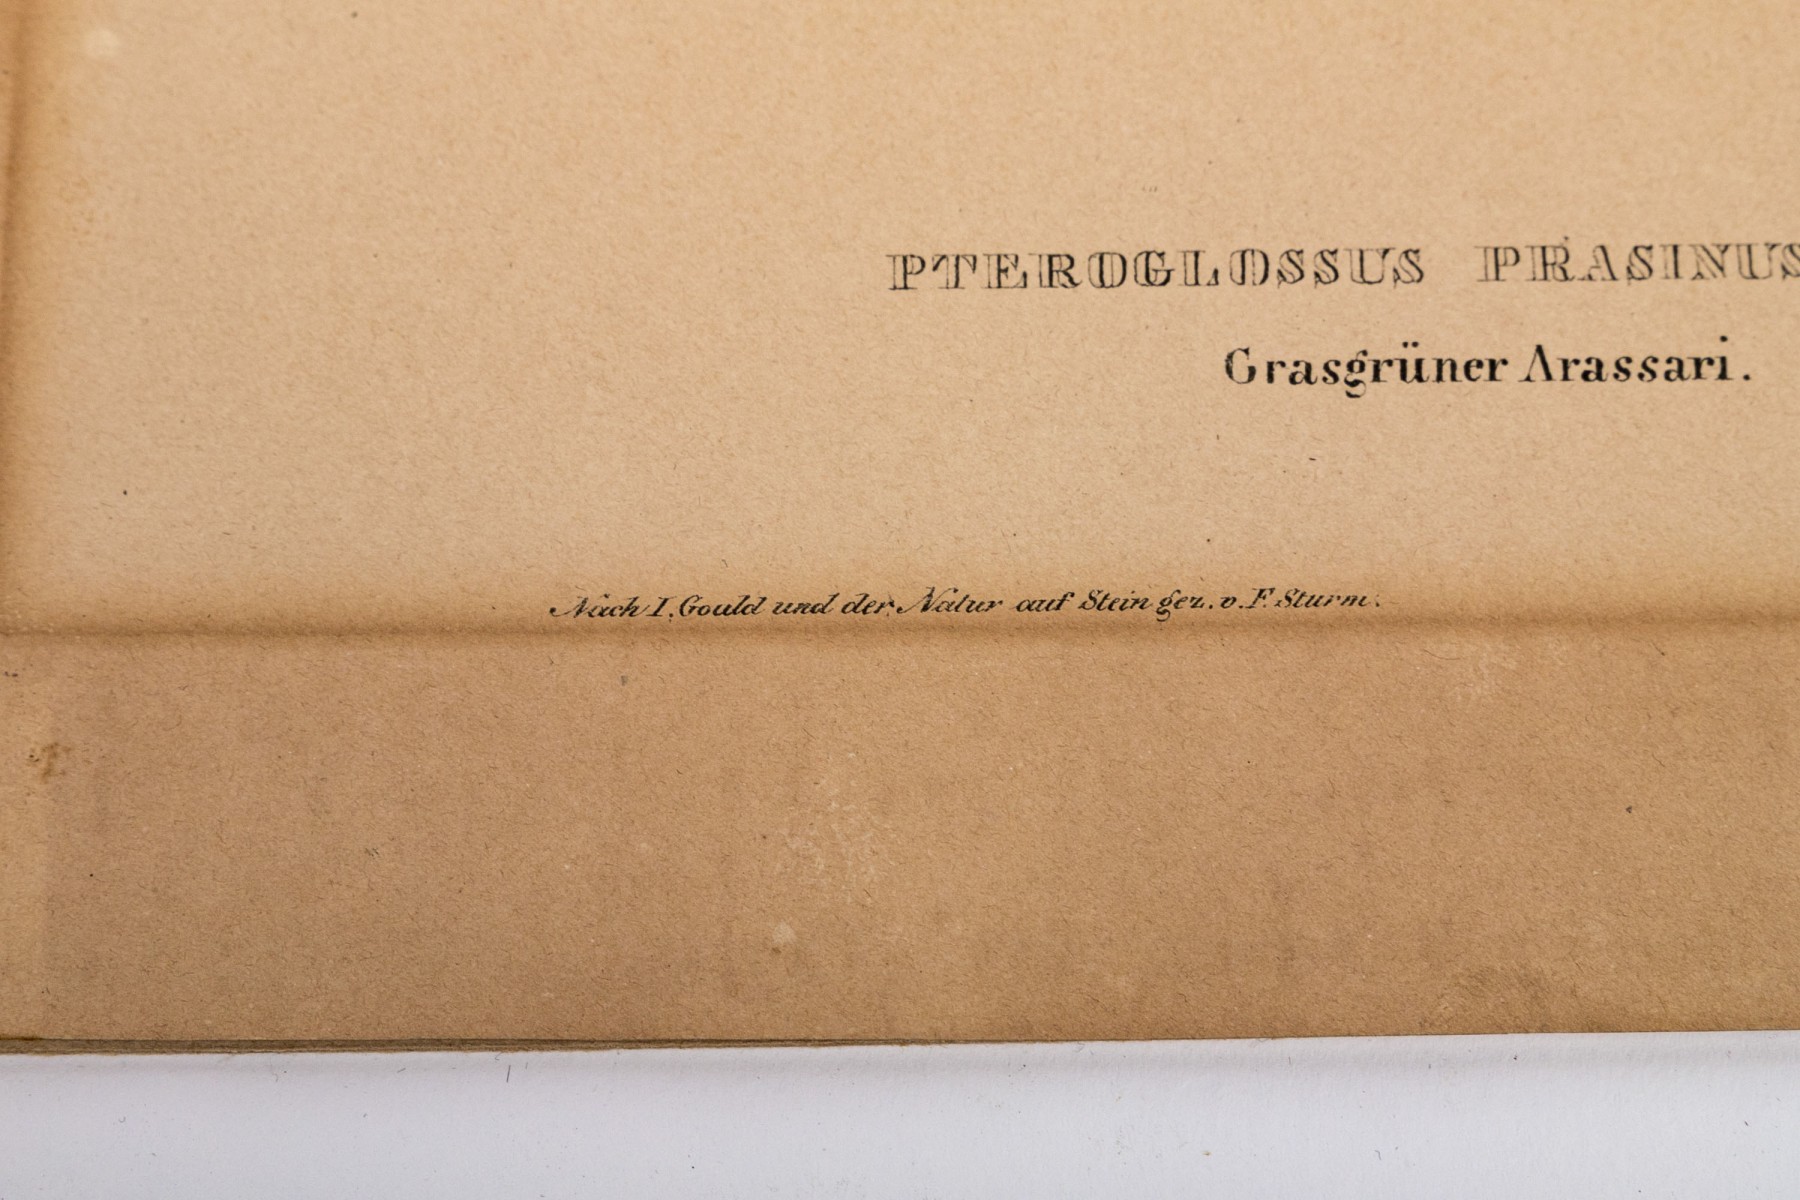 PTEROGLOSSUS PRASINUS
Grasgrüner Arassari.
Nach I. Gould und der Natur auf Stein gez. v. F. Sturm.